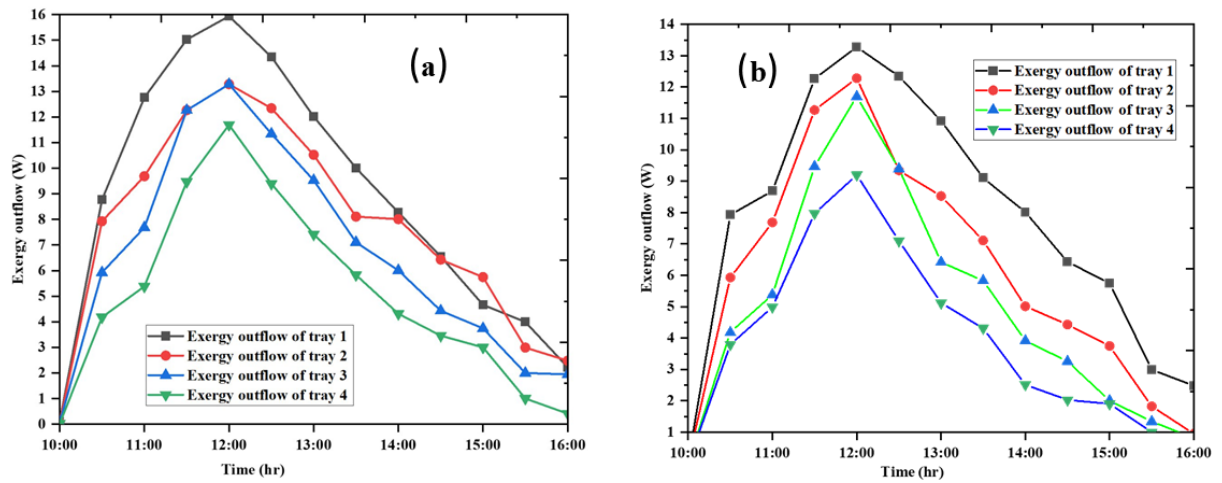 16
15
14
13
12
11
10
9
8
7
6
5
4
3
2
1
0
Exergy outflow (W)
(a)
Exergy outflow of tray 1
Exergy outflow of tray 2
Exergy outflow of tray 3
Exergy outflow of tray 4
10:00 11:00 12:00 13:00 14:00 15:00 16:00
Time (hr)
14
13
12
11
10
9
8
7
6
5
4
3
2
1
Exergy outflow (W)
(b)
Exergy outflow of tray 1
Exergy outflow of tray 2
Exergy outflow of tray 3
Exergy outflow of tray 4
10:00 11:00 12:00 13:00 14:00 15:00 16:00
Time (hr)